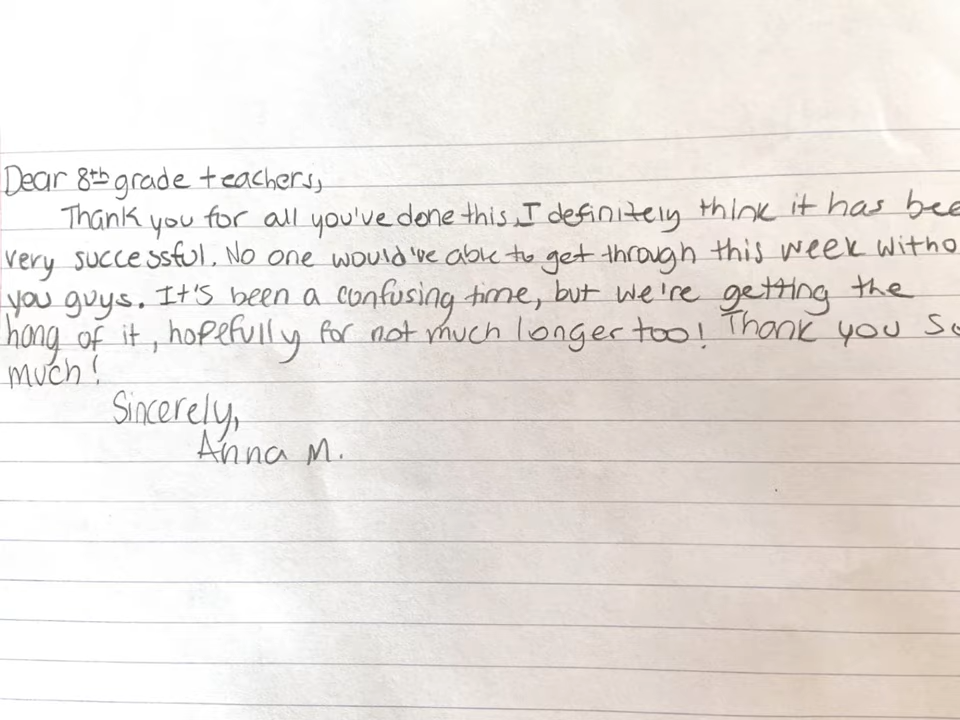 Dear 8th grade teachers,
Thank you for all you've done this, I definitely think it has bee
very successful. No one would've able to get through this week witho
you guys. It's been a confusing time, but we're getting the
hang of it, hopefully for not much longer too! Thank you so
much!
Sincerely,
Anna M.